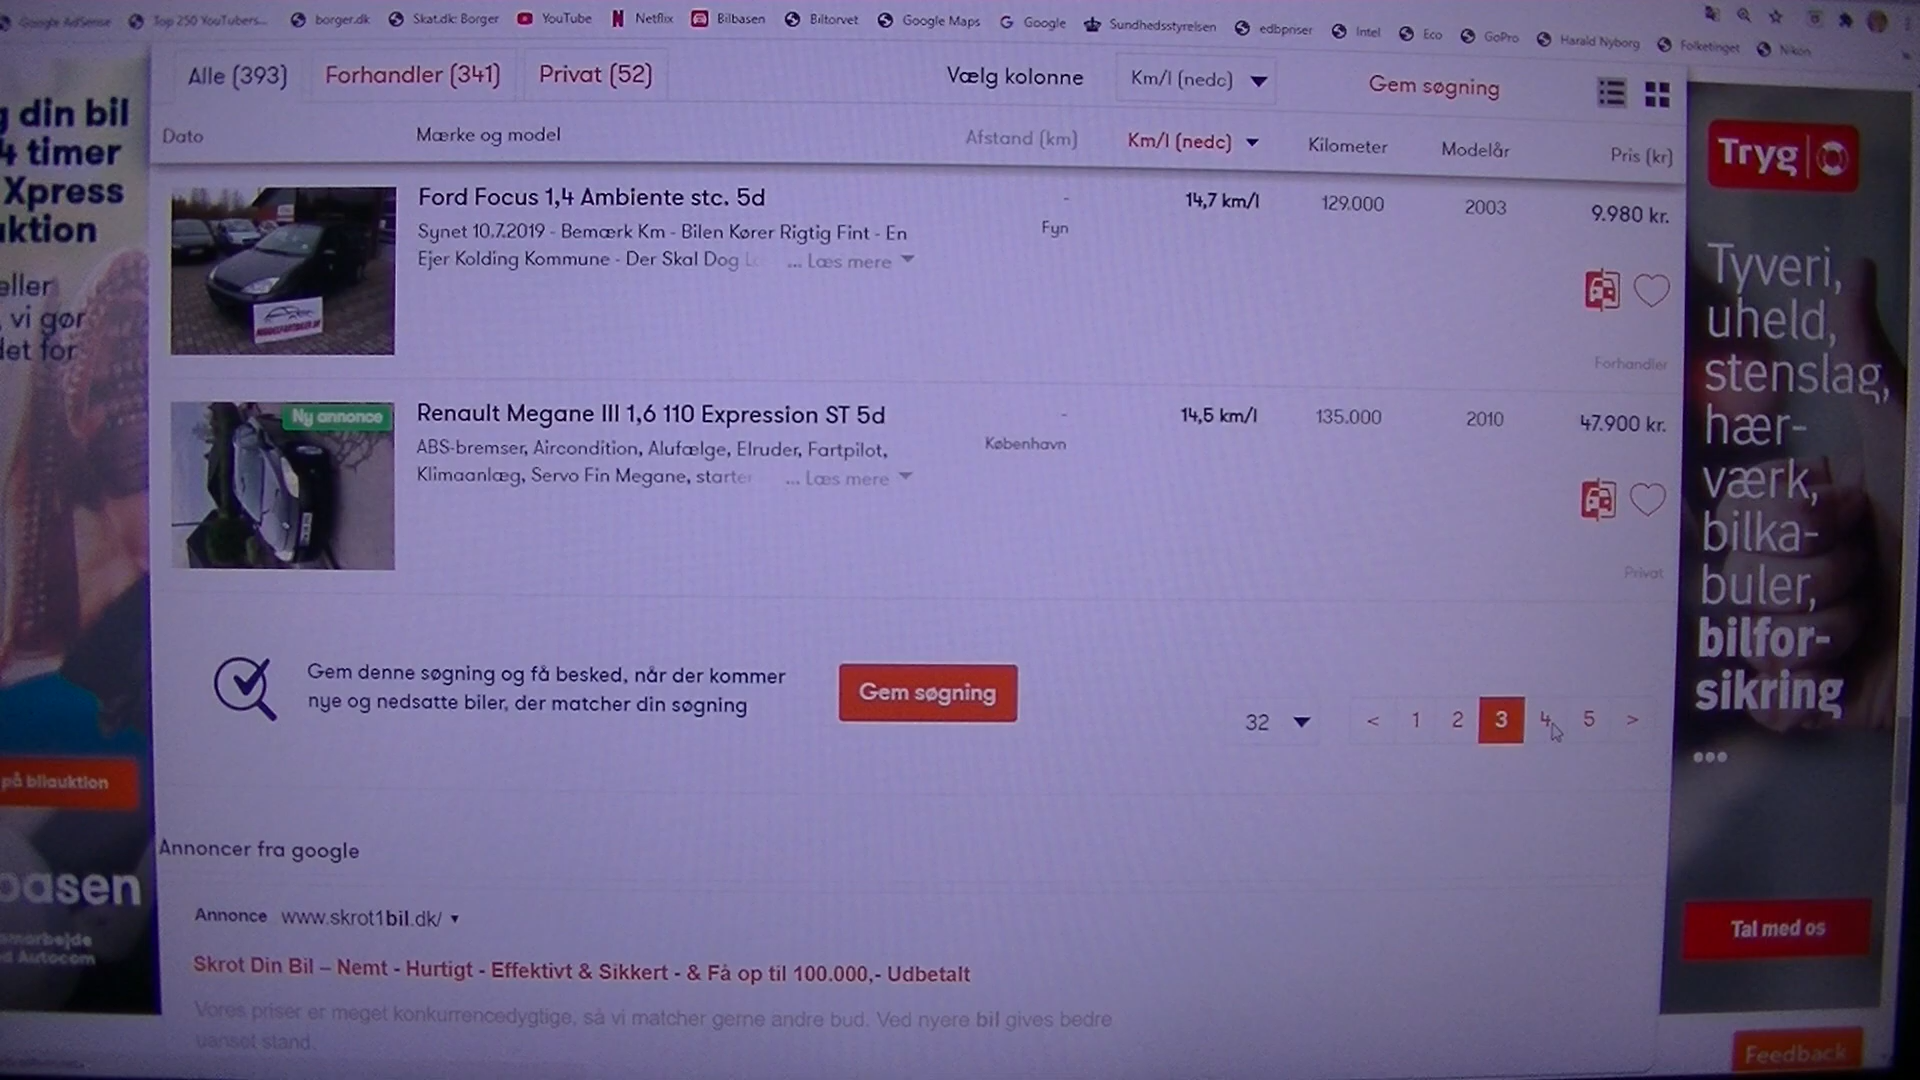 Google AdSense Top 250 YouTubers... borger.dk Skat.dk: Borger YouTube Netflix Bilbasen Biltorvet Google Maps Google Sundhedsstyrelsen edbpriser Intel Eco GoPro Harald Nyborg Folketinget Nikon
Alle (393) Forhandler (341) Privat (52) Vælg kolonne Km/l (nedc) Gem søgning
Dato Mærke og model Afstand (km) Km/l (nedc) Kilometer Modelår Pris (kr)
Ford Focus 1,4 Ambiente stc. 5d - 14,7 km/l 129.000 2003 9.980 kr.
Synet 10.7.2019 - Bemærk Km - Bilen Kører Rigtig Fint - En Fyn
Ejer Kolding Kommune - Der Skal Dog ... Læs mere
Forhandler
Ny annonce
Renault Megane III 1,6 110 Expression ST 5d - 14,5 km/l 135.000 2010 47.900 kr.
ABS-bremser, Aircondition, Alufælge, Elruder, Fartpilot, København
Klimaanlæg, Servo Fin Megane, starter ... Læs mere
Privat
Gem denne søgning og få besked, når der kommer
nye og nedsatte biler, der matcher din søgning
Gem søgning
32 < 1 2 3 4 5 >
Annoncer fra google
Annonce www.skrot1bil.dk/
Skrot Din Bil – Nemt - Hurtigt - Effektivt & Sikkert - & Få op til 100.000,- Udbetalt
Vores priser er meget konkurrencedygtige, så vi matcher gerne andre bud. Ved nyere bil gives bedre
uanset stand.
g din bil
4 timer
Xpress
uktion
eller
, vi gør
det for
på bilauktion
basen
amarbejde
d Autocom
Tryg
Tyveri,
uheld,
stenslag,
hær-
værk,
bilka-
buler,
bilfor-
sikring
...
Tal med os
Feedback